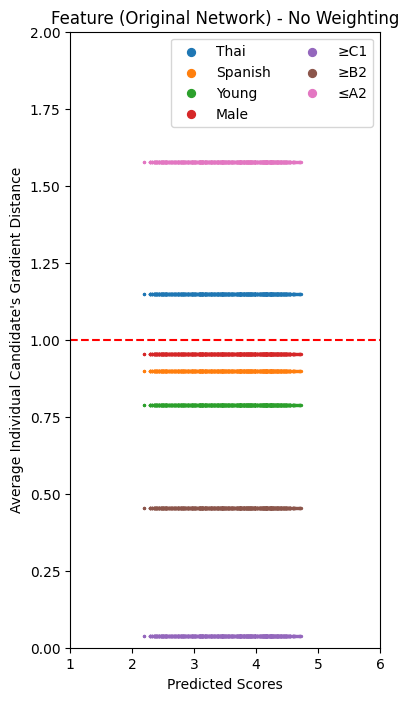 Feature (Original Network) - No Weighting
Average Individual Candidate's Gradient Distance
2.00
1.75
1.50
1.25
1.00
0.75
0.50
0.25
0.00
Thai
Spanish
Young
Male
≥C1
≥B2
≤A2
1 2 3 4 5 6
Predicted Scores